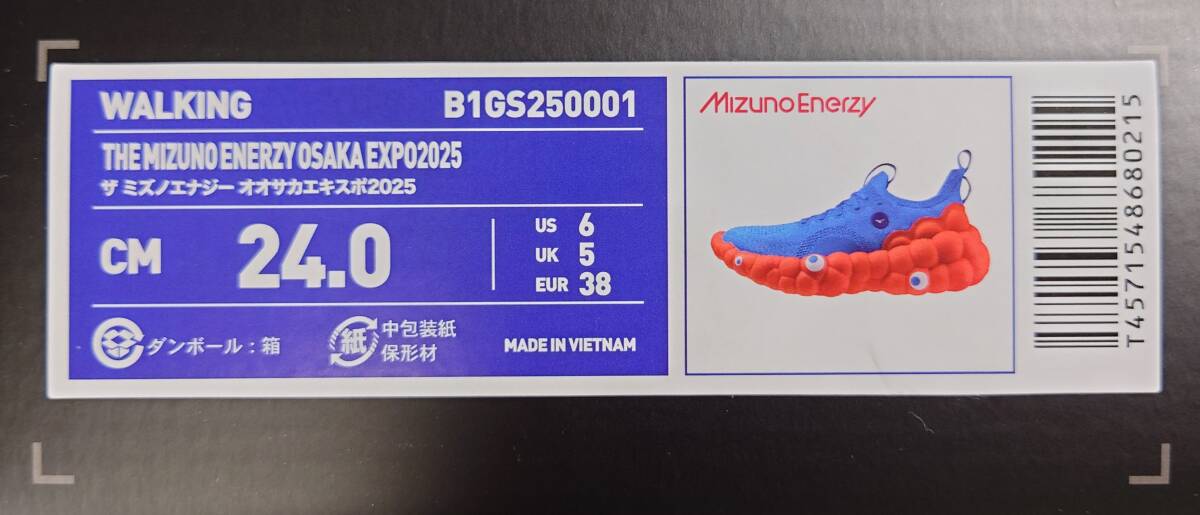 WALKING B1GS250001
THE MIZUNO ENERZY OSAKA EXPO2025
ザ ミズノエナジー オオサカエキスポ2025
CM 24.0
US 6
UK 5
EUR 38
ダンボール：箱
紙 中包装紙
保形材
MADE IN VIETNAM
Mizuno Enerzy
T4571548680215